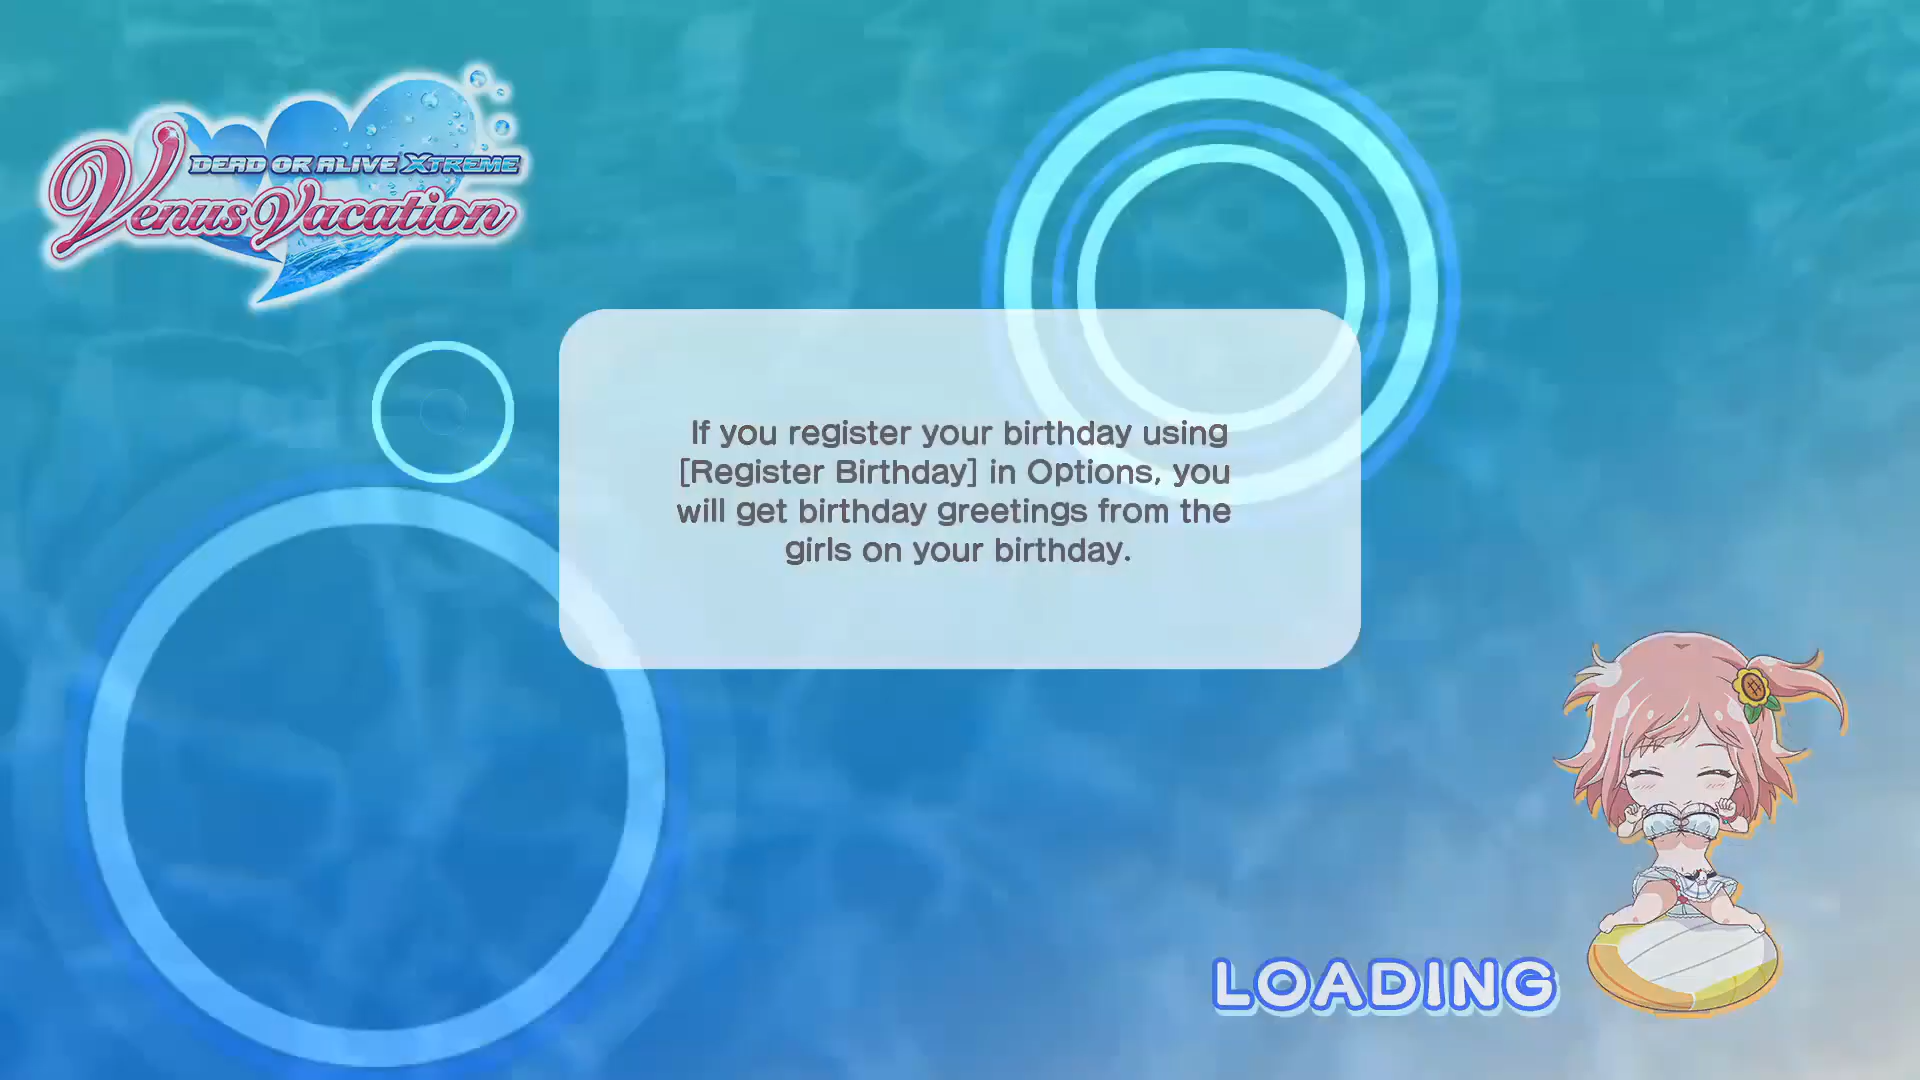 DEAD OR ALIVE XTREME
Venus Vacation
If you register your birthday using
[Register Birthday] in Options, you
will get birthday greetings from the
girls on your birthday.
LOADING